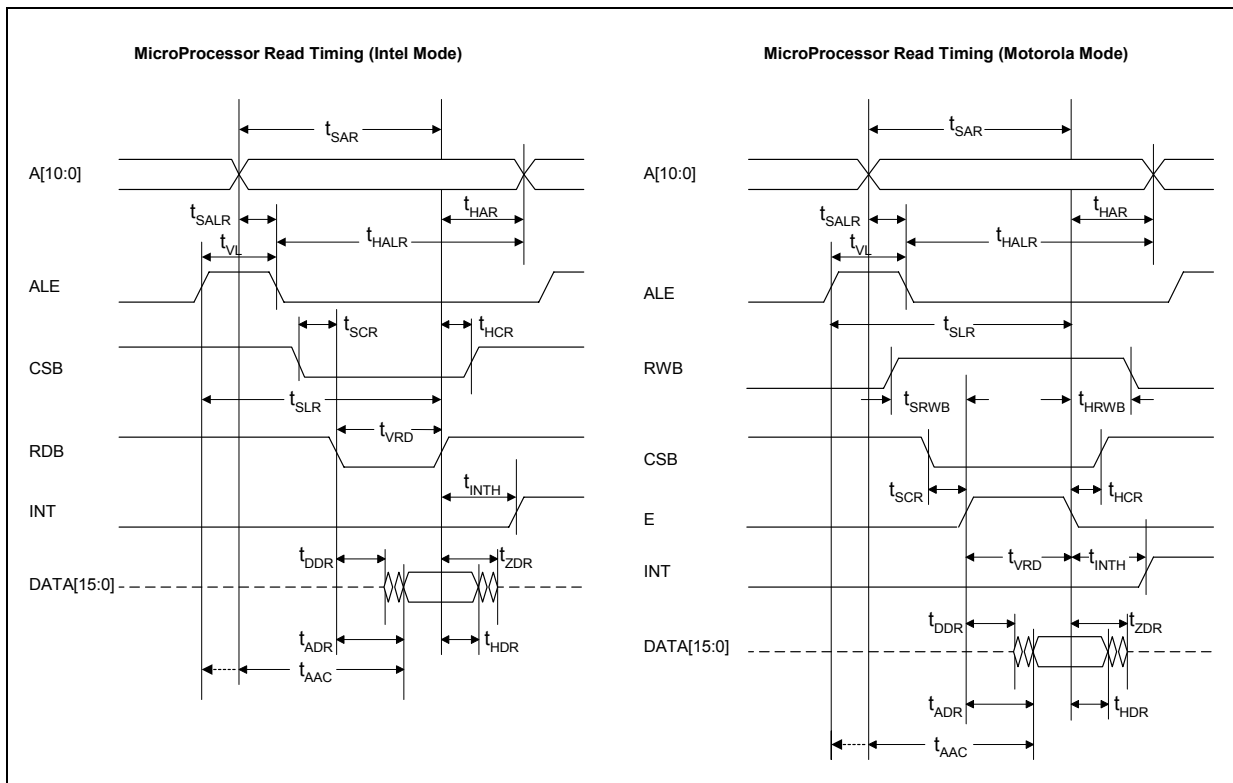 MicroProcessor Read Timing (Intel Mode)
tSAR
A[10:0]
tSALR
tHAR
tVL
tHALR
ALE
tSCR
tHCR
CSB
tSLR
tVRD
RDB
tINTH
INT
tDDR
tZDR
DATA[15:0]
tADR
tHDR
tAAC
MicroProcessor Read Timing (Motorola Mode)
tSAR
A[10:0]
tSALR
tHAR
tVL
tHALR
ALE
tSLR
RWB
tSRWB
tHRWB
CSB
tSCR
tHCR
E
tVRD
tINTH
INT
tDDR
tZDR
DATA[15:0]
tADR
tHDR
tAAC